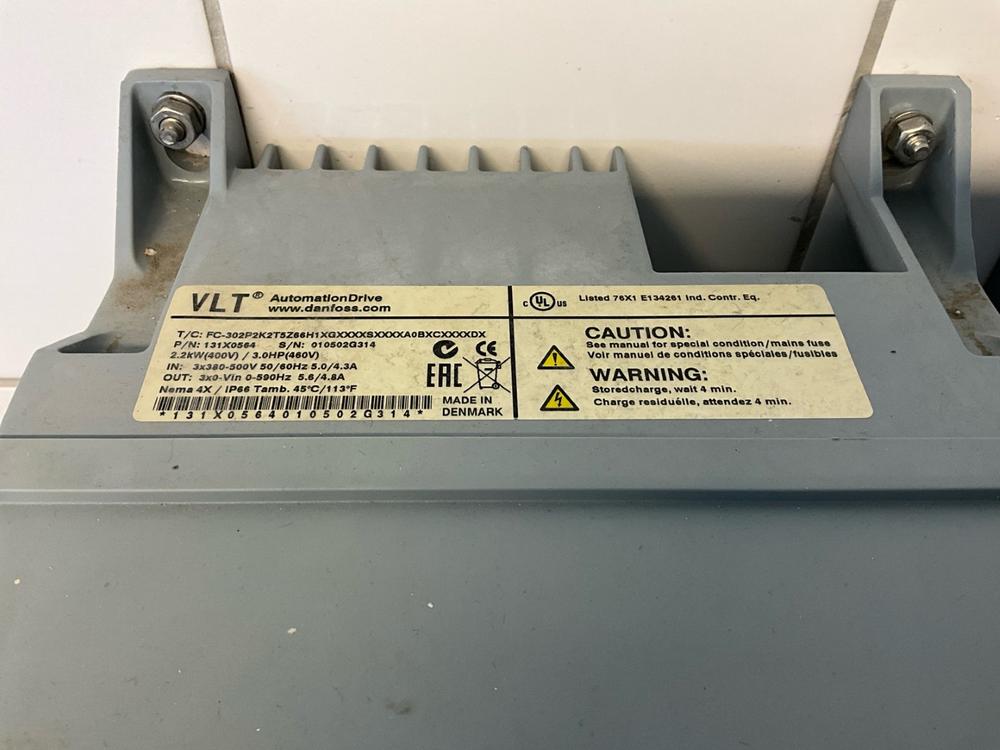 VLT® AutomationDrive
www.danfoss.com
T/C: FC-302P2K2T5Z66H1XGXXXXSXXXXA0BXCXXXXDX
P/N: 131X0564 S/N: 010502G314
2.2kW(400V) / 3.0HP(460V)
IN: 3x380-500V 50/60Hz 5.0/4.3A
OUT: 3x0-Vin 0-590Hz 5.6/4.8A
Nema 4X / IP66 Tamb. 45°C/113°F
*131X0564010502G314*
CE
EAC
MADE IN
DENMARK
c UL us Listed 76X1 E134261 Ind. Contr. Eq.
CAUTION:
See manual for special condition/mains fuse
Voir manuel de conditions spéciales/fusibles
WARNING:
Storedcharge, wait 4 min.
Charge residuélle, attendez 4 min.